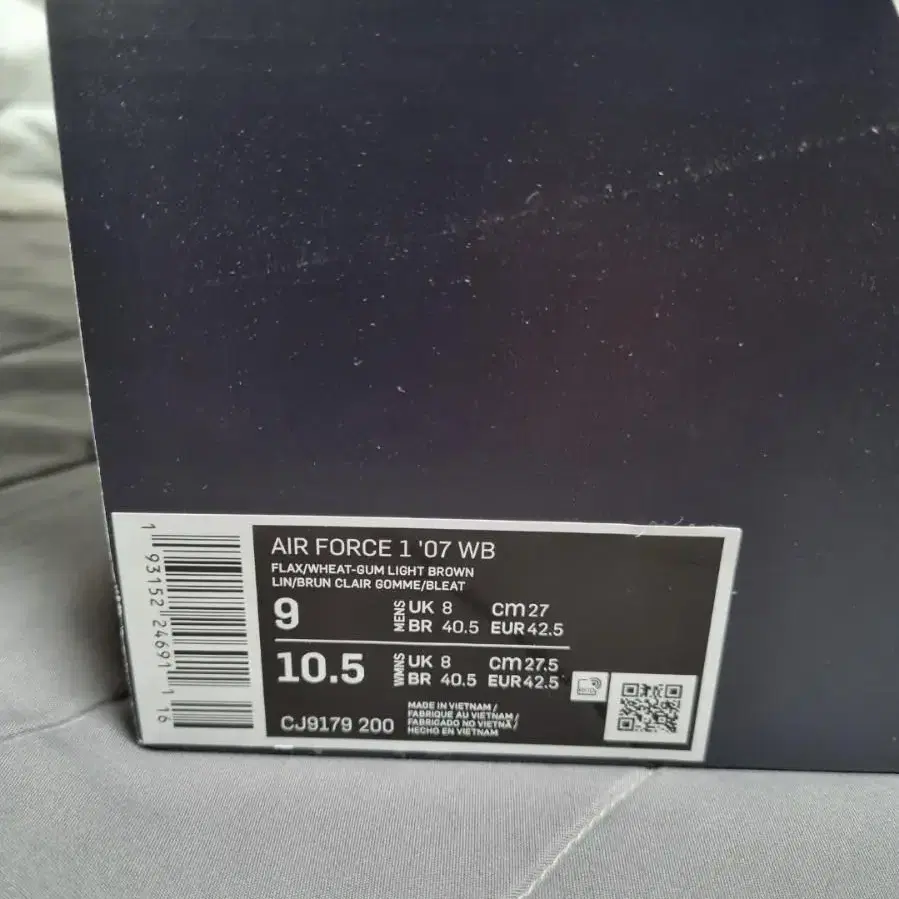 AIR FORCE 1 '07 WB
FLAX/WHEAT-GUM LIGHT BROWN
LIN/BRUN CLAIR GOMME/BLEAT
9 MENS UK 8 cm 27
BR 40.5 EUR 42.5
10.5 WMNS UK 8 cm 27.5
BR 40.5 EUR 42.5
CJ9179 200
MADE IN VIETNAM /
FABRIQUE AU VIETNAM /
FABRICADO NO VIETNÃ /
HECHO EN VIETNAM
1 93152 24691 1 16